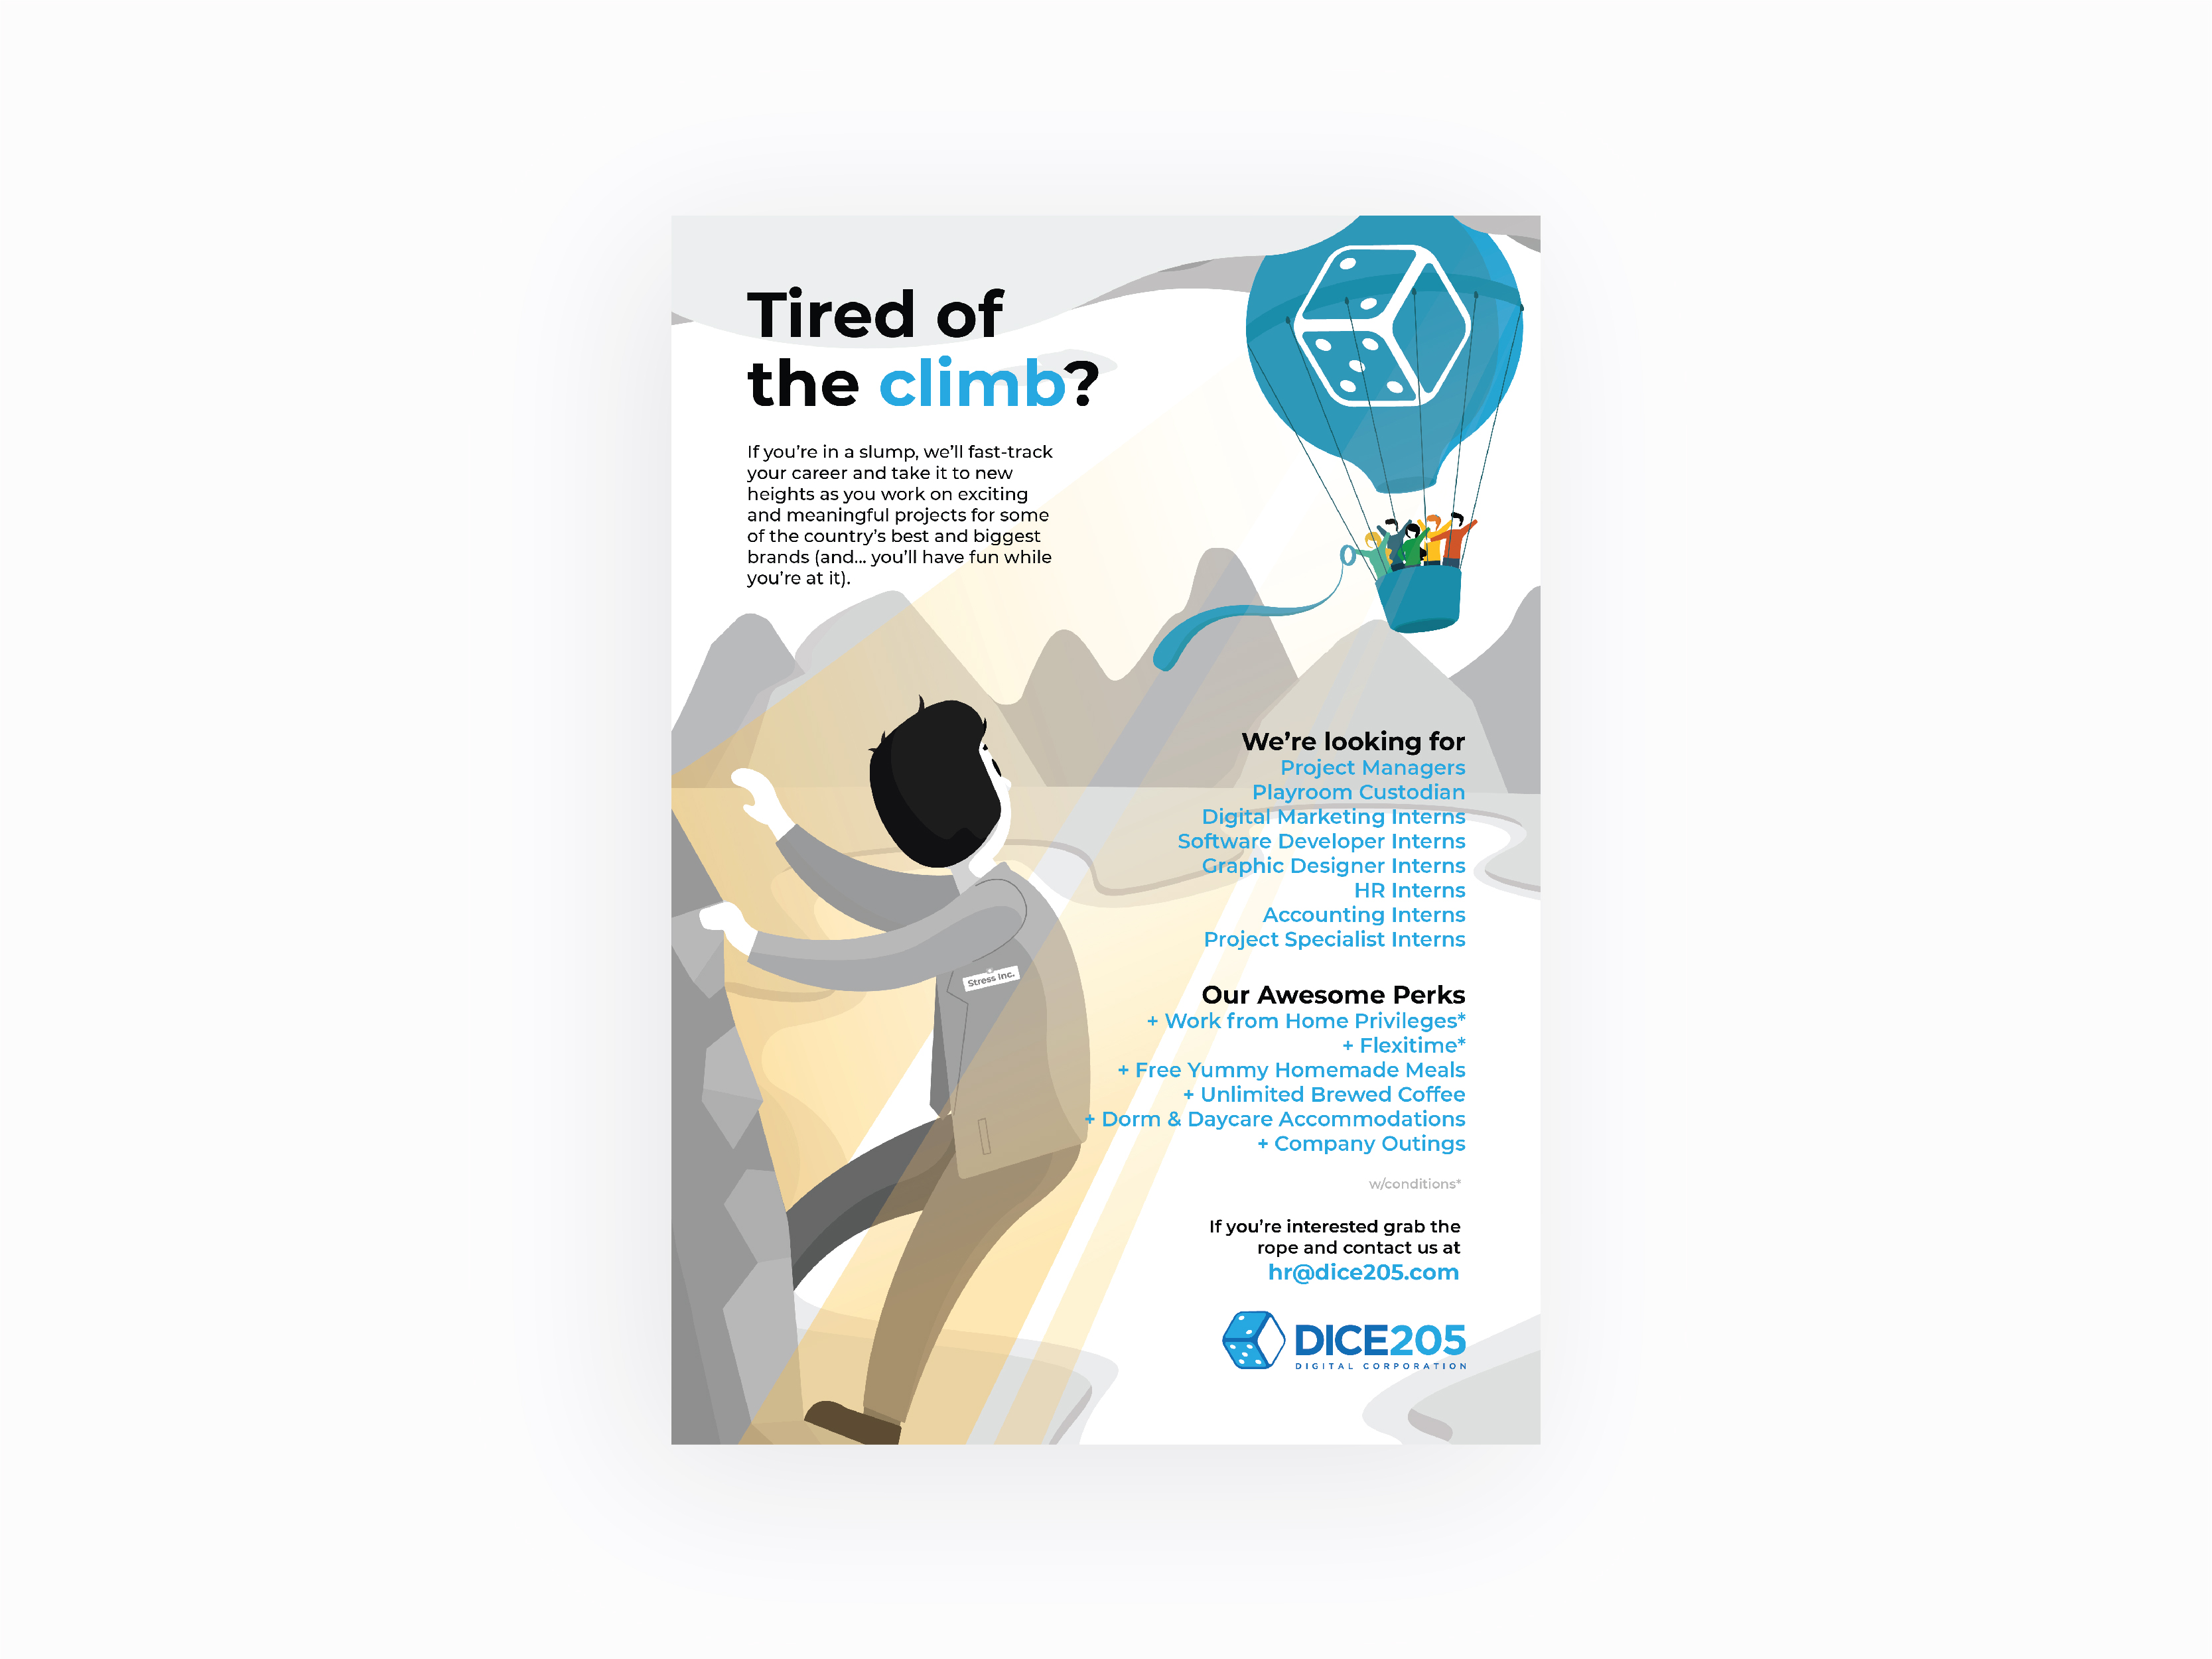 Tired of
the climb?
If you're in a slump, we'll fast-track
your career and take it to new
heights as you work on exciting
and meaningful projects for some
of the country's best and biggest
brands (and... you'll have fun while
you're at it).
We're looking for
Project Managers
Playroom Custodian
Digital Marketing Interns
Software Developer Interns
Graphic Designer Interns
HR Interns
Accounting Interns
Project Specialist Interns
Stress Inc.
Our Awesome Perks
+ Work from Home Privileges*
+ Flexitime*
+ Free Yummy Homemade Meals
+ Unlimited Brewed Coffee
+ Dorm & Daycare Accommodations
+ Company Outings
w/conditions*
If you're interested grab the
rope and contact us at
hr@dice205.com
DICE205
DIGITAL CORPORATION